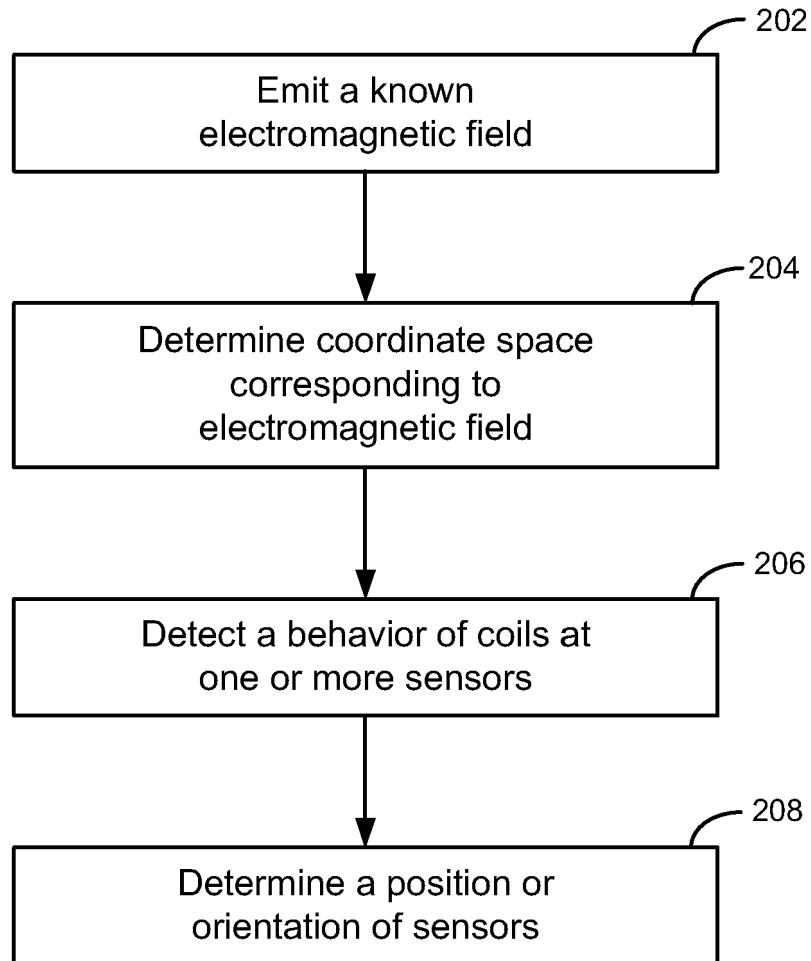 202
Emit a known
electromagnetic field
204
Determine coordinate space
corresponding to
electromagnetic field
206
Detect a behavior of coils at
one or more sensors
208
Determine a position or
orientation of sensors